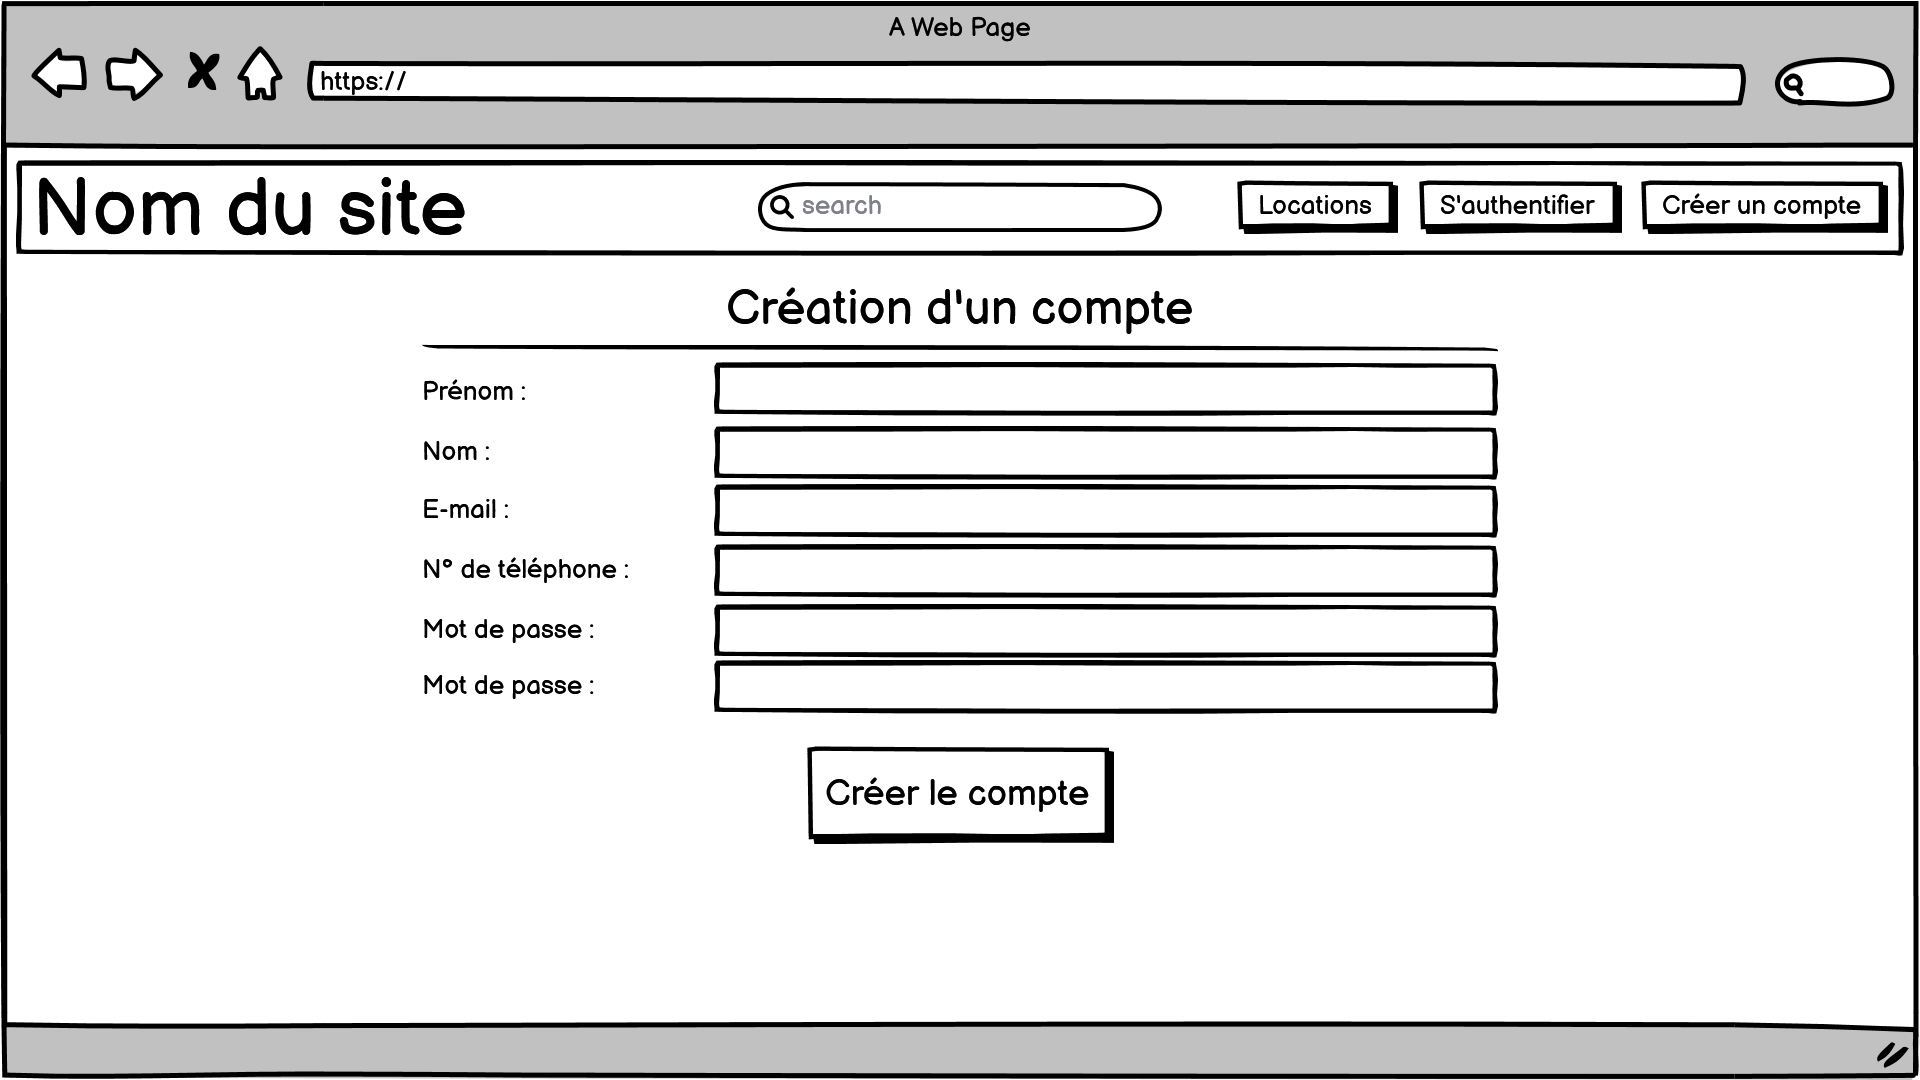 A Web Page
https://
Nom du site
search
Locations
S'authentifier
Créer un compte
Création d'un compte
Prénom :
Nom :
E-mail :
N° de téléphone :
Mot de passe :
Mot de passe :
Créer le compte